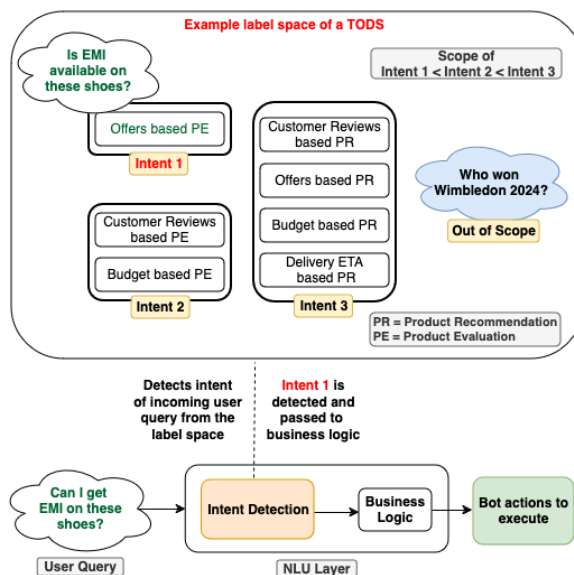 Example label space of a TODS
Is EMI
available on
these shoes?
Scope of
Intent 1 < Intent 2 < Intent 3
Offers based PE
Intent 1
Customer Reviews
based PE
Budget based PE
Intent 2
Customer Reviews
based PR
Offers based PR
Budget based PR
Delivery ETA
based PR
Intent 3
Who won
Wimbledon 2024?
Out of Scope
PR = Product Recommendation
PE = Product Evaluation
Detects intent
of incoming user
query from the
label space
Intent 1 is
detected and
passed to
business logic
Can I get
EMI on these
shoes?
User Query
Intent Detection
Business
Logic
NLU Layer
Bot actions to
execute